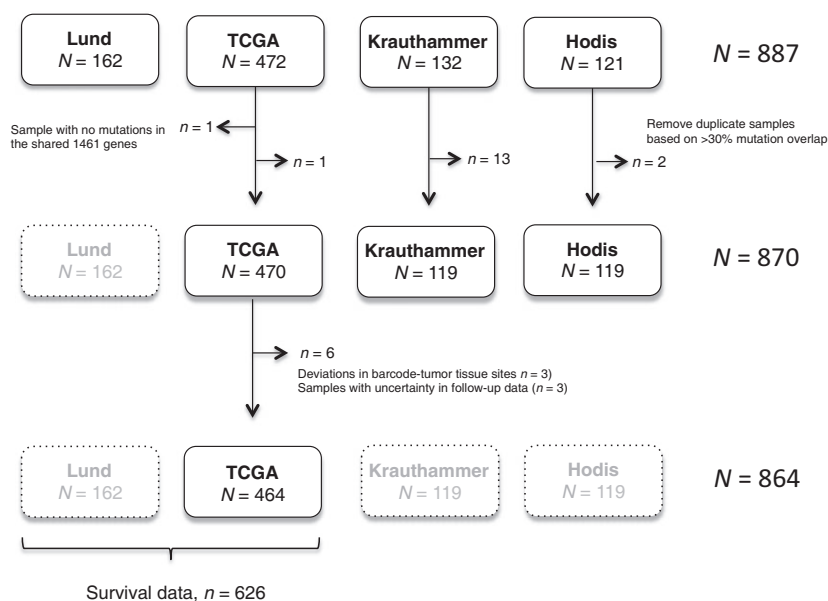 Lund
N = 162
TCGA
N = 472
Krauthammer
N = 132
Hodis
N = 121
N = 887
Sample with no mutations in
the shared 1461 genes
n = 1
n = 1
n = 13
Remove duplicate samples
based on >30% mutation overlap
n = 2
Lund
N = 162
TCGA
N = 470
Krauthammer
N = 119
Hodis
N = 119
N = 870
n = 6
Deviations in barcode-tumor tissue sites n = 3)
Samples with uncertainty in follow-up data (n = 3)
Lund
N = 162
TCGA
N = 464
Krauthammer
N = 119
Hodis
N = 119
N = 864
Survival data, n = 626